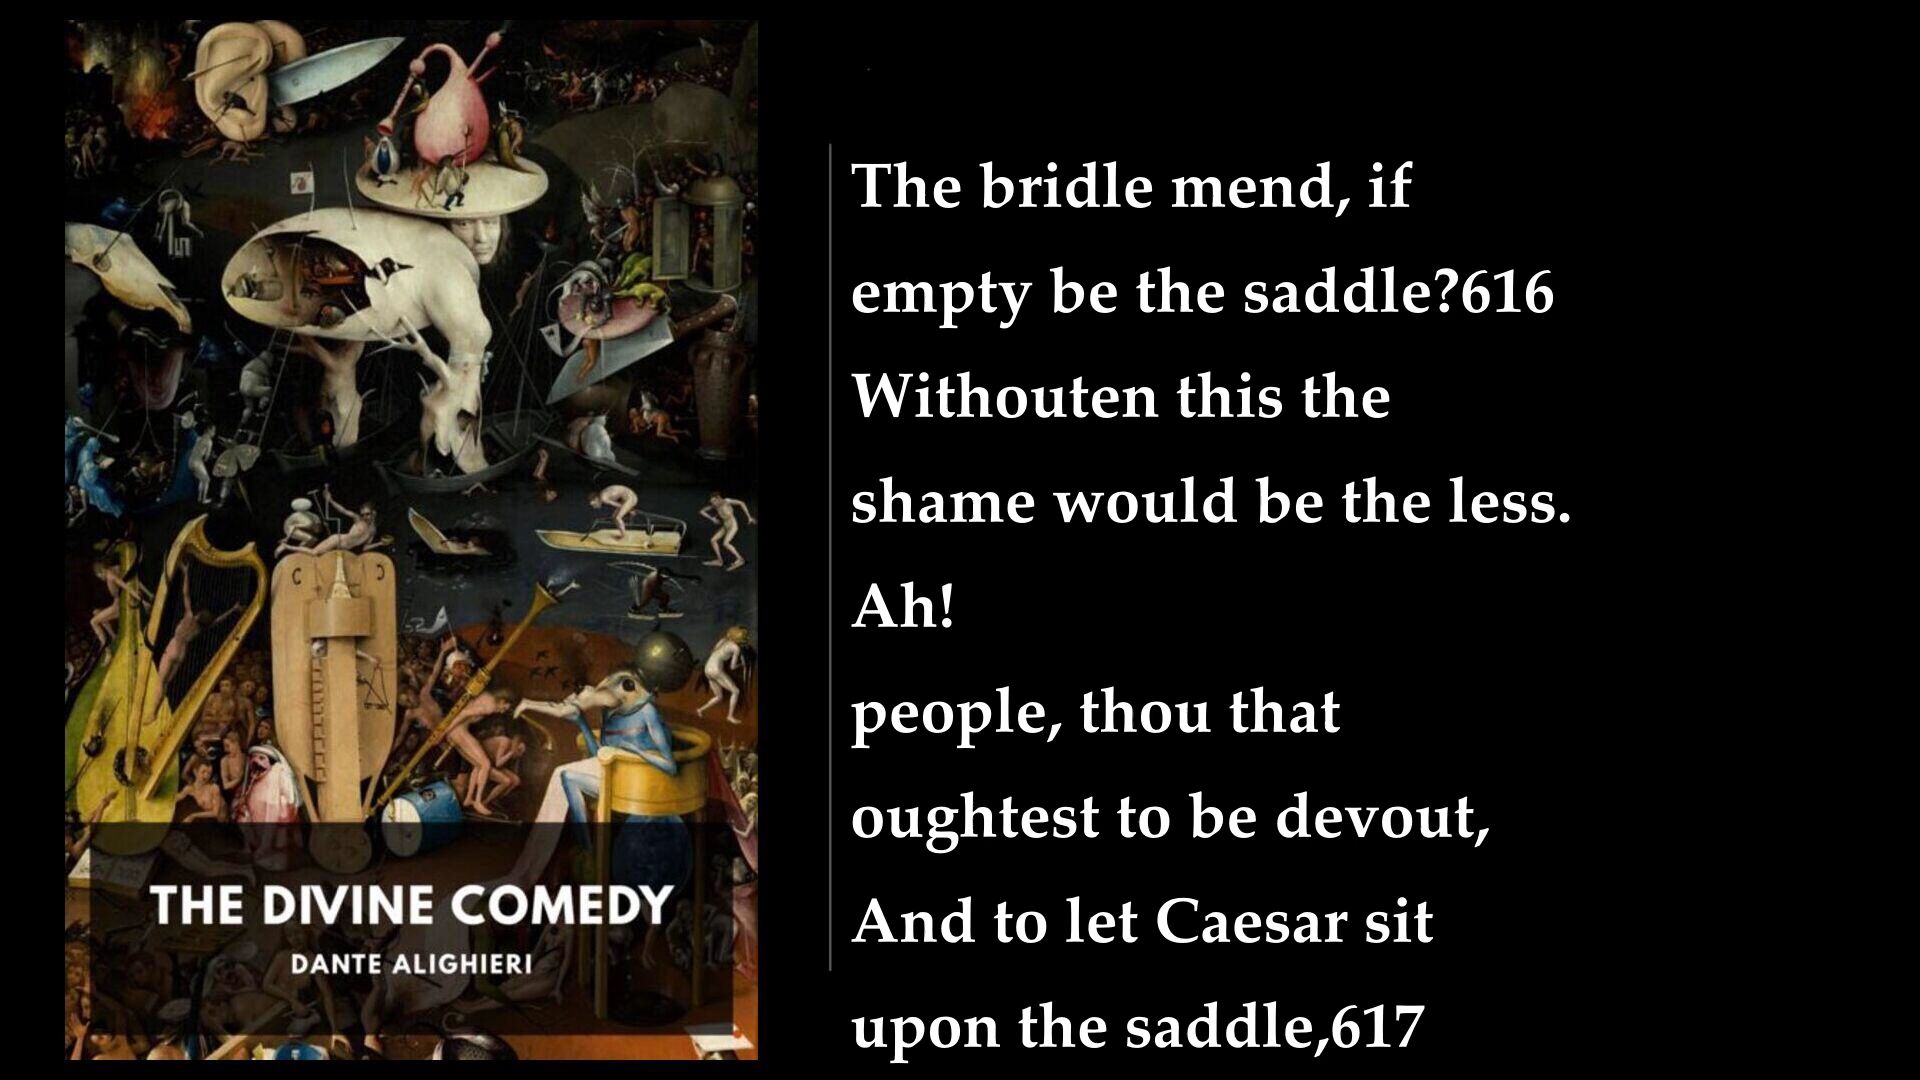 THE DIVINE COMEDY
DANTE ALIGHIERI
The bridle mend, if
empty be the saddle?616
Withouten this the
shame would be the less.
Ah!
people, thou that
oughtest to be devout,
And to let Caesar sit
upon the saddle,617